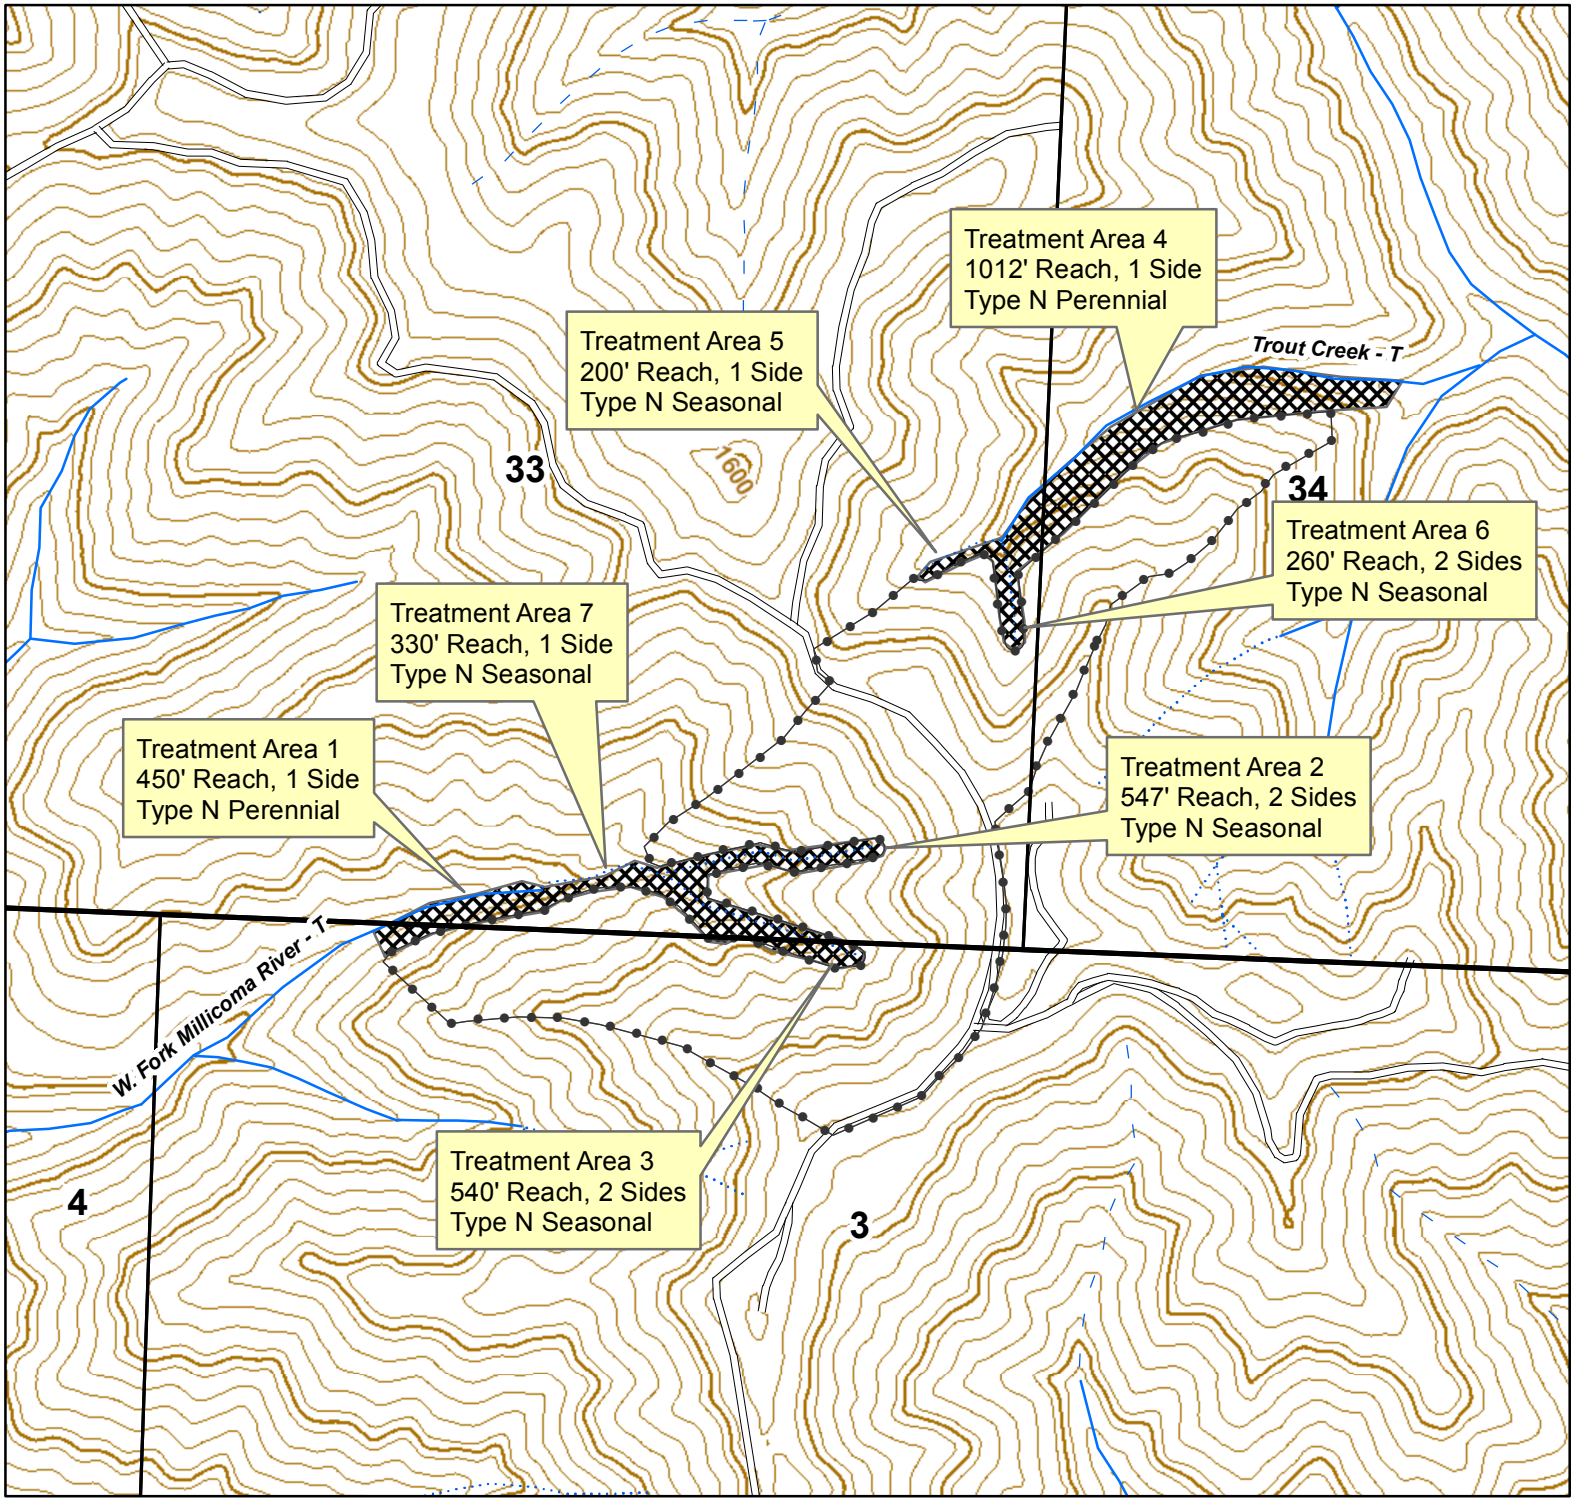 Treatment Area 4
1012' Reach, 1 Side
Type N Perennial
Treatment Area 5
200' Reach, 1 Side
Type N Seasonal
Trout Creek - T
33
1600
34
Treatment Area 6
260' Reach, 2 Sides
Type N Seasonal
Treatment Area 7
330' Reach, 1 Side
Type N Seasonal
Treatment Area 1
450' Reach, 1 Side
Type N Perennial
Treatment Area 2
547' Reach, 2 Sides
Type N Seasonal
W. Fork Millicoma River - T
Treatment Area 3
540' Reach, 2 Sides
Type N Seasonal
4
3